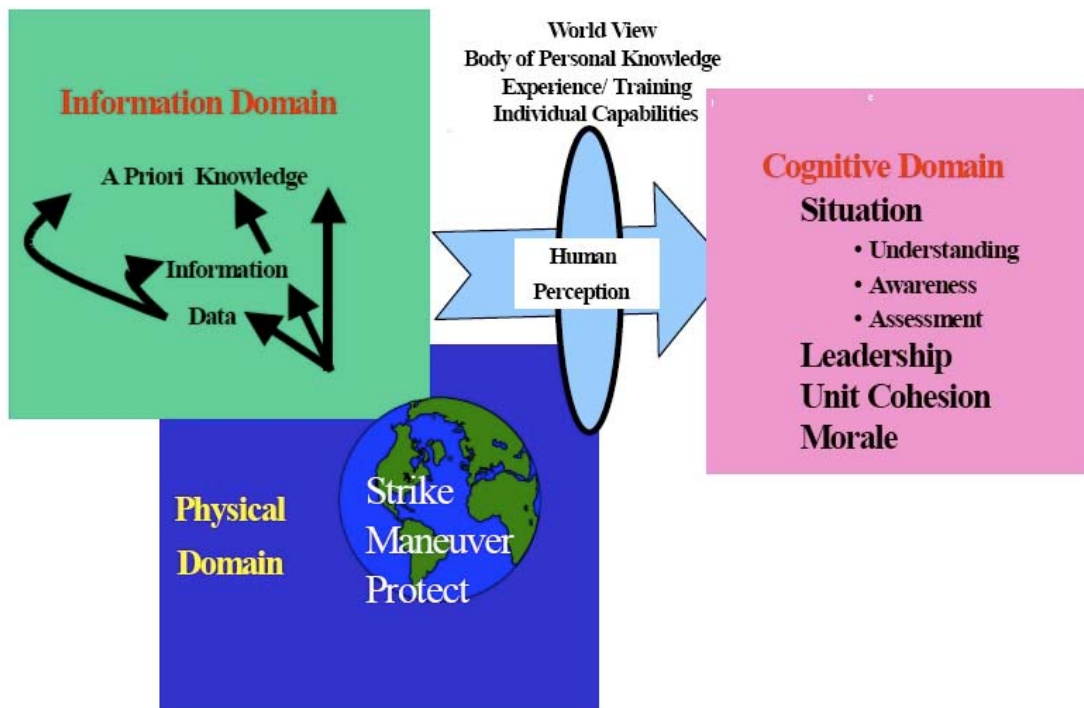 World View
Body of Personal Knowledge
Experience/ Training
Individual Capabilities
Information Domain
A Priori Knowledge
Information
Data
Human
Perception
Cognitive Domain
Situation
• Understanding
• Awareness
• Assessment
Leadership
Unit Cohesion
Morale
Physical
Domain
Strike
Maneuver
Protect